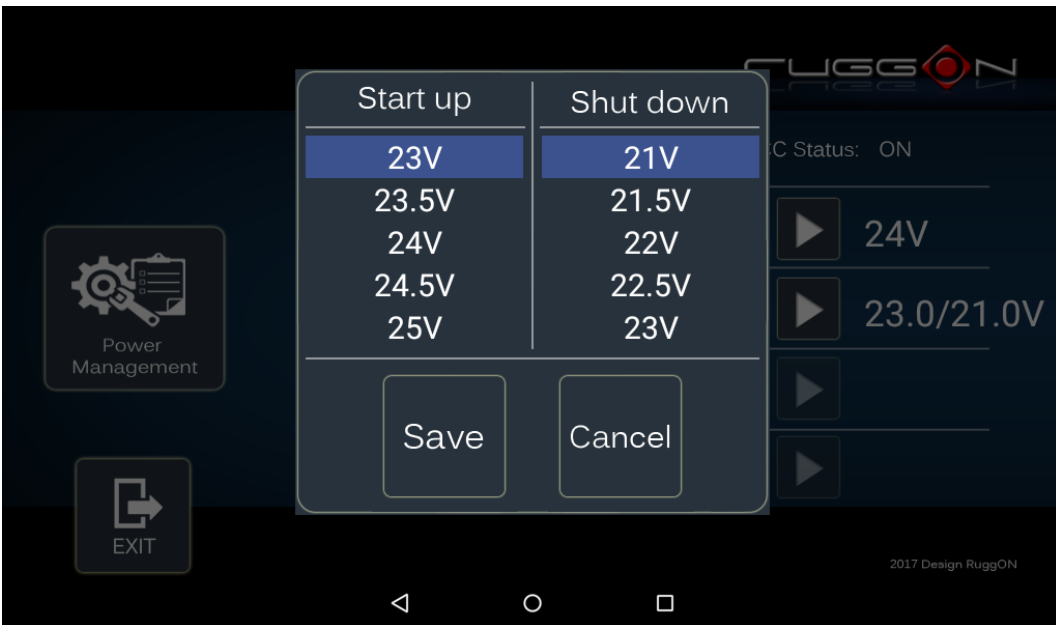 RUGGON
Start up
Shut down
23V
21V
23.5V
21.5V
24V
22V
24.5V
22.5V
25V
23V
Save
Cancel
C Status: ON
24V
23.0/21.0V
Power
Management
EXIT
2017 Design RuggON